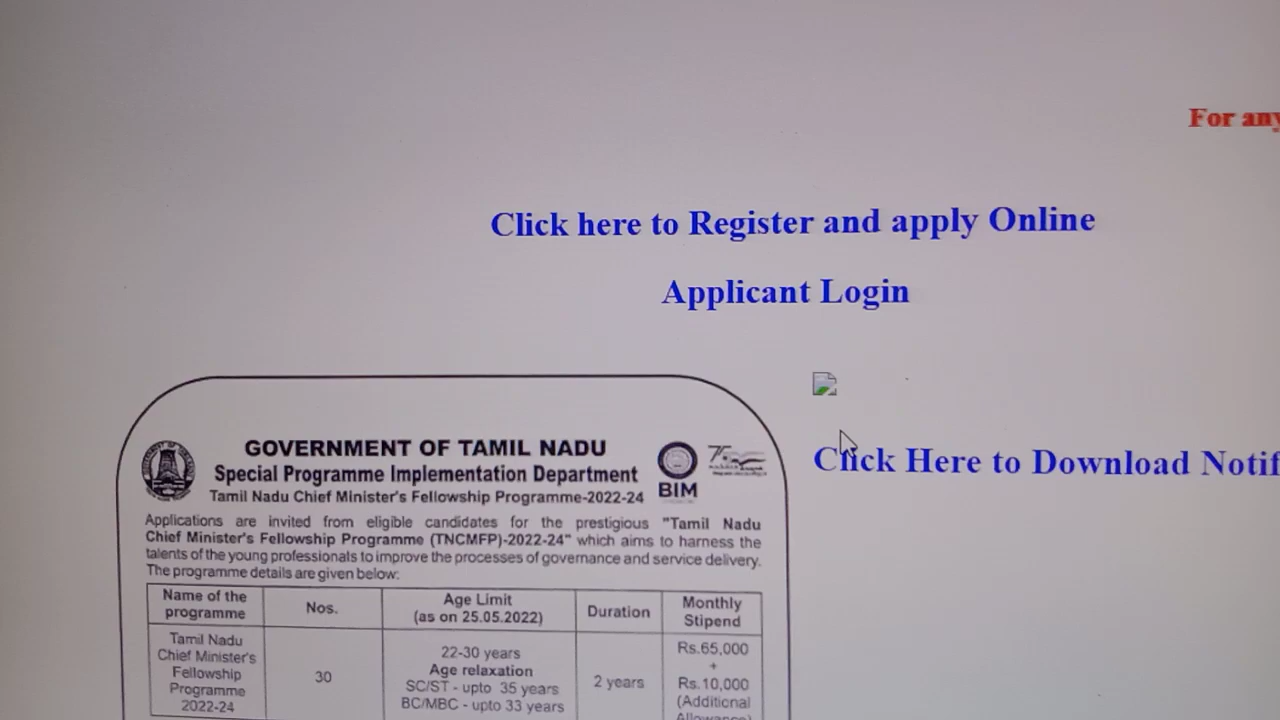 For any
Click here to Register and apply Online
Applicant Login
Click Here to Download Notif
GOVERNMENT OF TAMIL NADU
Special Programme Implementation Department
Tamil Nadu Chief Minister's Fellowship Programme-2022-24
BIM
Applications are invited from eligible candidates for the prestigious "Tamil Nadu
Chief Minister's Fellowship Programme (TNCMFP)-2022-24" which aims to harness the
talents of the young professionals to improve the processes of governance and service delivery.
The programme details are given below:
Name of the
programme
Nos.
Age Limit
(as on 25.05.2022)
Duration
Monthly
Stipend
Tamil Nadu
Chief Minister's
Fellowship
Programme
2022-24
30
22-30 years
Age relaxation
SC/ST - upto 35 years
BC/MBC - upto 33 years
2 years
Rs.65,000
+
Rs.10,000
(Additional
Allowance)